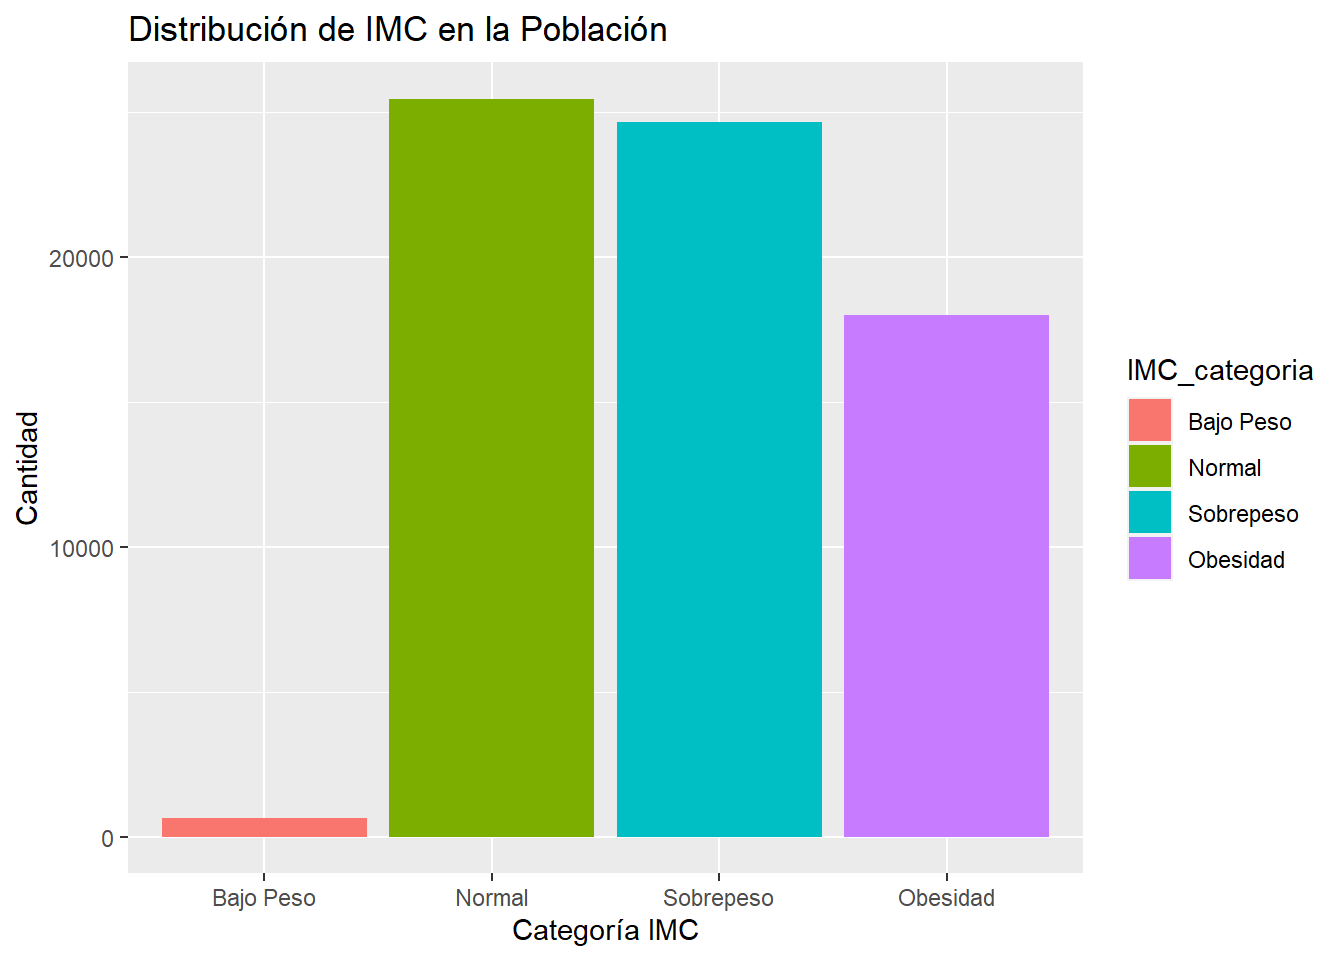 Distribución de IMC en la Población
Cantidad
20000
10000
0
Bajo Peso
Normal
Sobrepeso
Obesidad
Categoría IMC
IMC_categoria
Bajo Peso
Normal
Sobrepeso
Obesidad